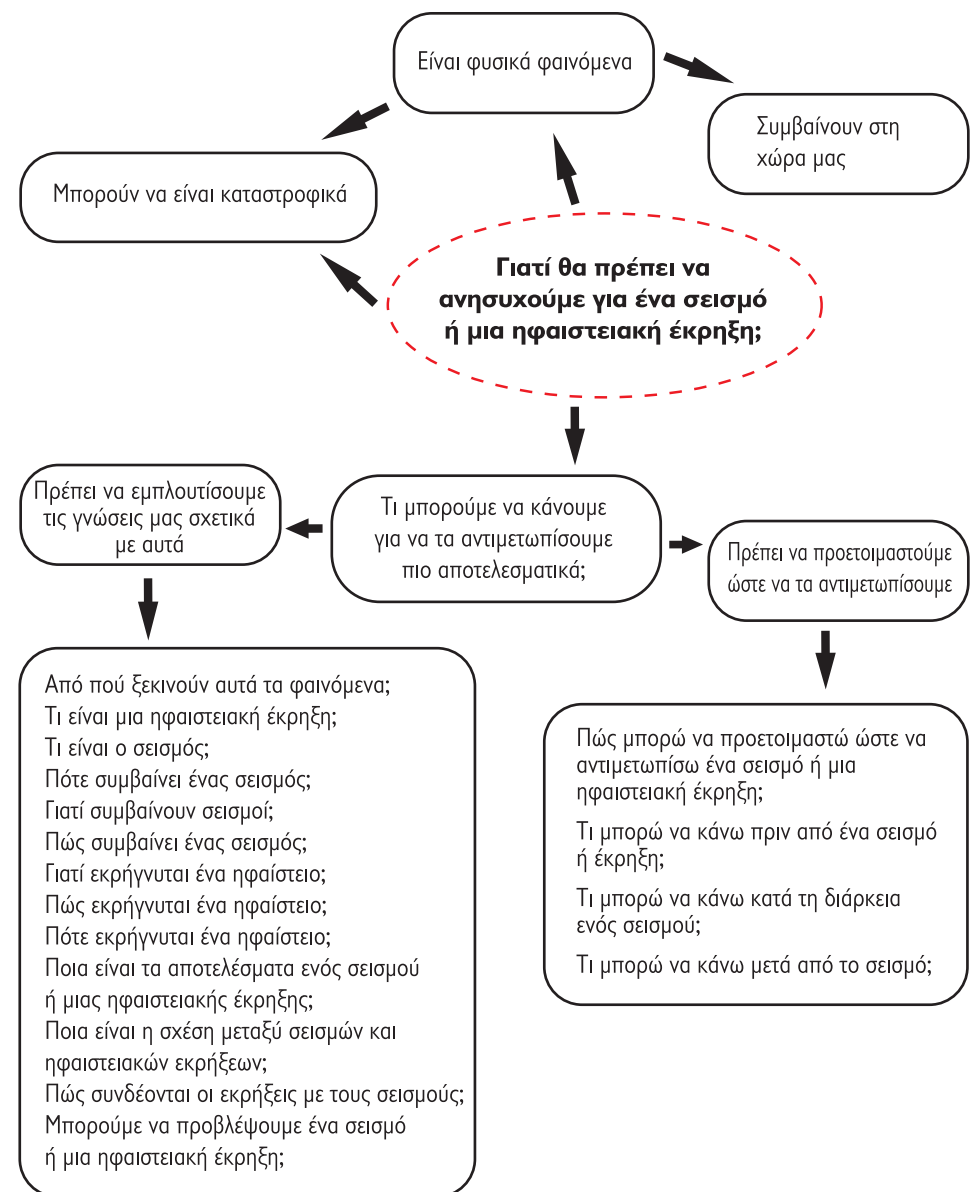 Είναι φυσικά φαινόμενα
Συμβαίνουν στη
χώρα μας
Μπορούν να είναι καταστροφικά
Γιατί θα πρέπει να
ανησυχούμε για ένα σεισμό
ή μια ηφαιστειακή έκρηξη;
Πρέπει να εμπλουτίσουμε
τις γνώσεις μας σχετικά
με αυτά
Τι μπορούμε να κάνουμε
για να τα αντιμετωπίσουμε
πιο αποτελεσματικά;
Πρέπει να προετοιμαστούμε
ώστε να τα αντιμετωπίσουμε
Από πού ξεκινούν αυτά τα φαινόμενα;
Τι είναι μια ηφαιστειακή έκρηξη;
Τι είναι ο σεισμός;
Πότε συμβαίνει ένας σεισμός;
Γιατί συμβαίνουν σεισμοί;
Πώς συμβαίνει ένας σεισμός;
Γιατί εκρήγνυται ένα ηφαίστειο;
Πώς εκρήγνυται ένα ηφαίστειο;
Πότε εκρήγνυται ένα ηφαίστειο;
Ποια είναι τα αποτελέσματα ενός σεισμού
ή μιας ηφαιστειακής έκρηξης;
Ποια είναι η σχέση μεταξύ σεισμών και
ηφαιστειακών εκρήξεων;
Πώς συνδέονται οι εκρήξεις με τους σεισμούς;
Μπορούμε να προβλέψουμε ένα σεισμό
ή μια ηφαιστειακή έκρηξη;
Πώς μπορώ να προετοιμαστώ ώστε να
αντιμετωπίσω ένα σεισμό ή μια
ηφαιστειακή έκρηξη;
Τι μπορώ να κάνω πριν από ένα σεισμό
ή έκρηξη;
Τι μπορώ να κάνω κατά τη διάρκεια
ενός σεισμού;
Τι μπορώ να κάνω μετά από το σεισμό;